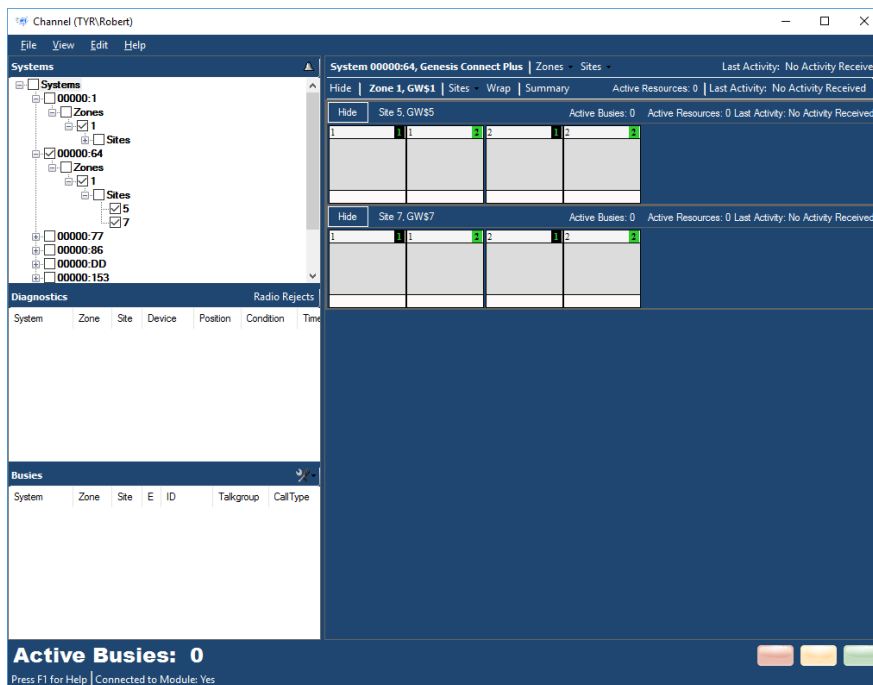 Channel (TYR\Robert)
File View Edit Help
Systems
Systems
00000:1
Zones
1
Sites
00000:64
Zones
1
Sites
5
7
00000:77
00000:86
00000:DD
00000:153
Diagnostics Radio Rejects
System Zone Site Device Position Condition Time
Busies
System Zone Site E ID Talkgroup CallType
System 00000:64, Genesis Connect Plus | Zones Sites Last Activity: No Activity Receive
Hide | Zone 1, GW$1 | Sites Wrap | Summary Active Resources: 0 | Last Activity: No Activity Received
Hide Site 5, GW$5 Active Busies: 0 Active Resources: 0 Last Activity: No Activity Received
1 1 1 2 2 1 2 2
Hide Site 7, GW$7 Active Busies: 0 Active Resources: 0 Last Activity: No Activity Received
1 1 1 2 2 1 2 2
Active Busies: 0
Press F1 for Help | Connected to Module: Yes